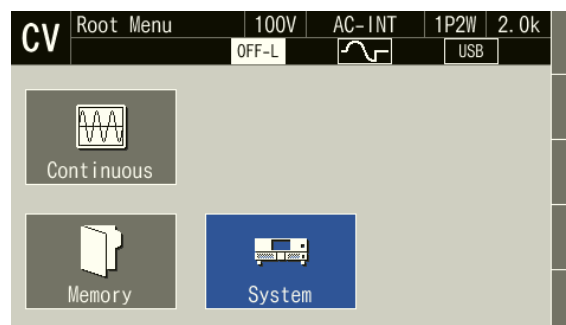 CV Root Menu 100V AC-INT 1P2W 2.0k
OFF-L USB
Continuous
Memory System